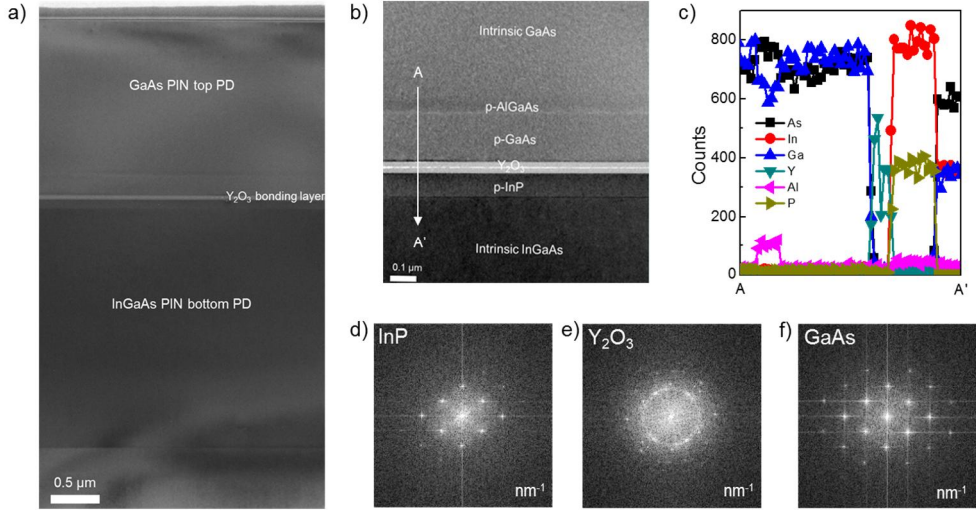 a)
GaAs PIN top PD
Y₂O₃ bonding layer
InGaAs PIN bottom PD
0.5 µm
b)
Intrinsic GaAs
A
p-AlGaAs
p-GaAs
Y₂O₃
p-InP
A'
Intrinsic InGaAs
0.1 µm
c)
800
600
400
200
0
Counts
As
In
Ga
Y
Al
P
A
A'
d)
InP
nm⁻¹
e)
Y₂O₃
nm⁻¹
f)
GaAs
nm⁻¹